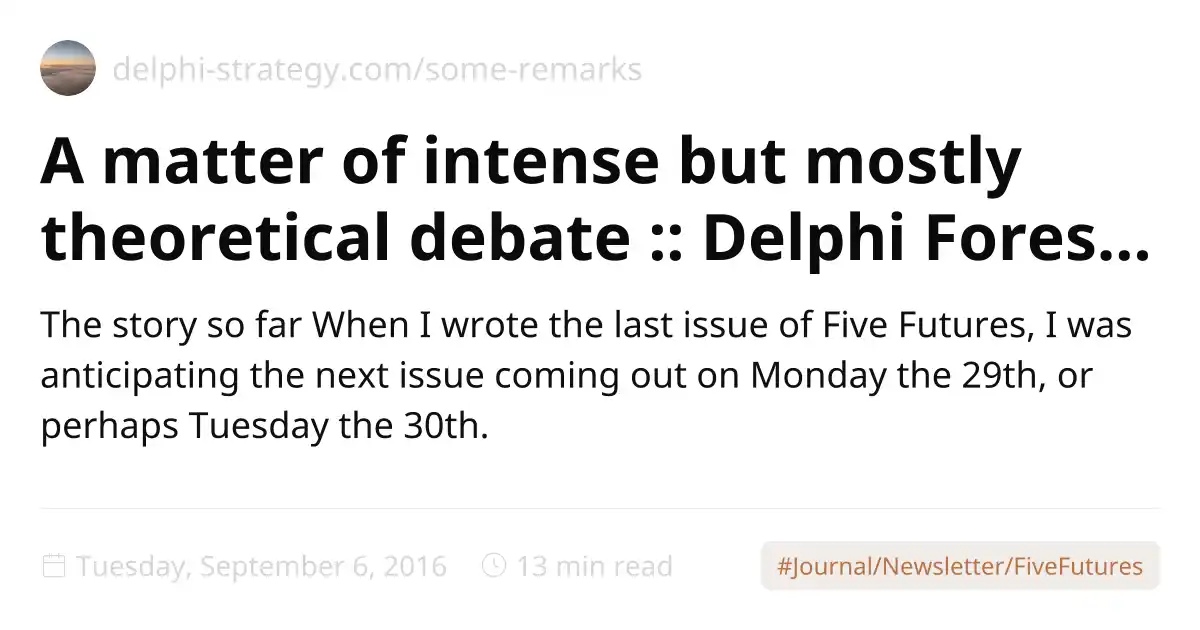 delphi-strategy.com/some-remarks
A matter of intense but mostly
theoretical debate :: Delphi Fores...
The story so far When I wrote the last issue of Five Futures, I was
anticipating the next issue coming out on Monday the 29th, or
perhaps Tuesday the 30th.
Tuesday, September 6, 2016 13 min read #Journal/Newsletter/FiveFutures